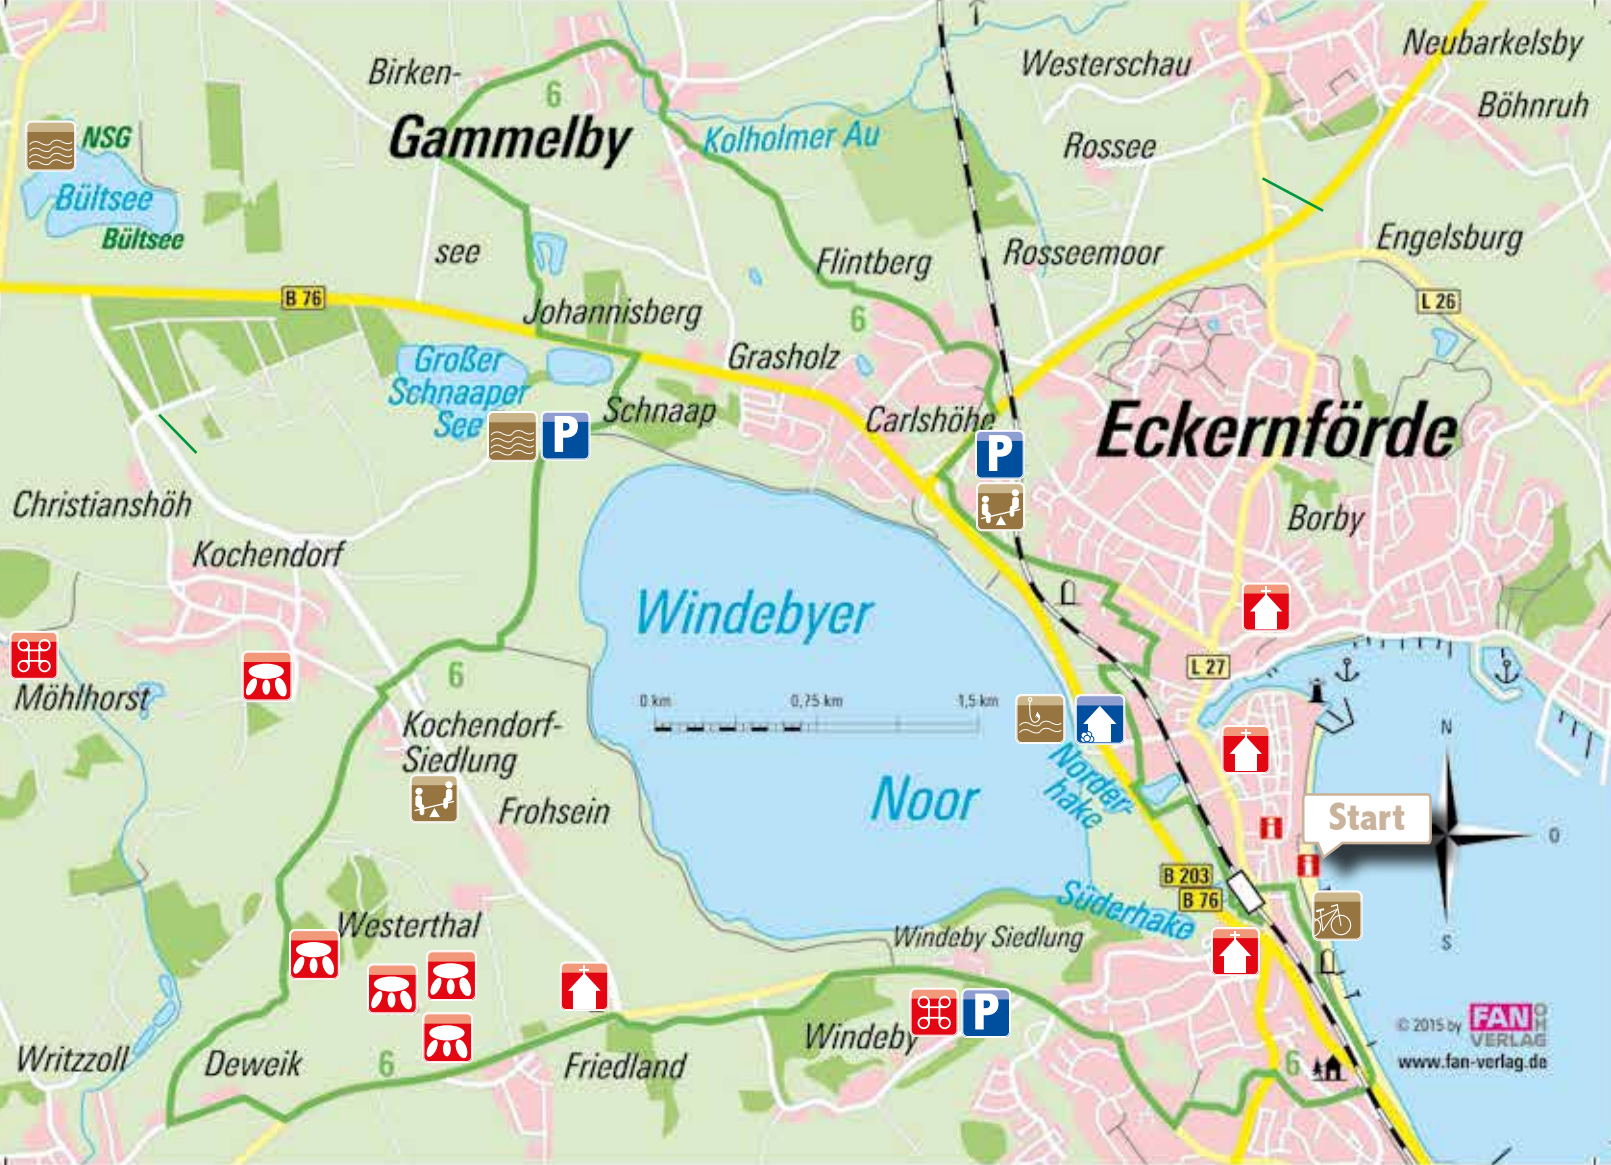 Neubarkelsby
Westerschau
Birken-
6
Böhnruh
Gammelby
Kolholmer Au
NSG
Rossee
Bültsee
Bültsee
Engelsburg
see
Rosseemoor
Flintberg
B 76
L 26
Johannisberg
6
Großer
Schnaaper
See
Grasholz
Schnaap
Carlshöhe
Eckernförde
P
P
Christianshöh
Borby
Kochendorf
Windebyer
L 27
6
Möhlhorst
0 km
0,75 km
1,5 km
Kochendorf-
Siedlung
N
Norder-
hake
Noor
Frohsein
Start
O
i
i
B 203
B 76
Süderhake
Westerthal
Windeby Siedlung
S
P
© 2015 by FAN OHG
VERLAG
Windeby
Writzzoll
Deweik
6
Friedland
6
www.fan-verlag.de